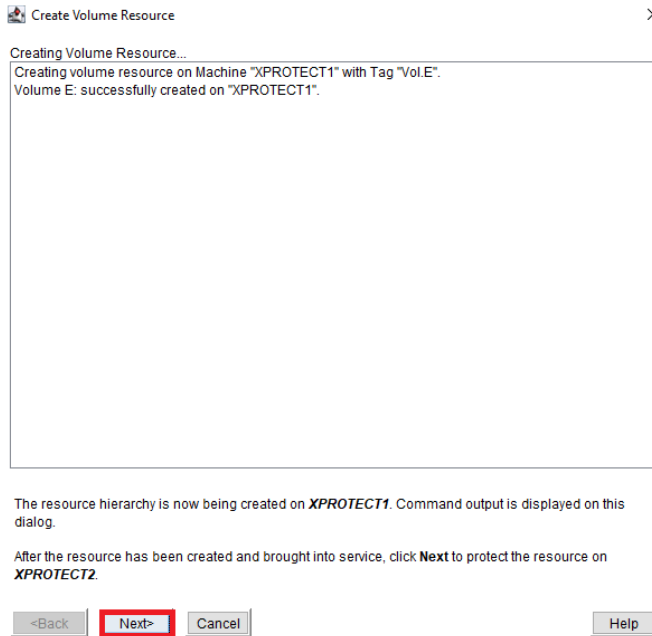 Create Volume Resource
Creating Volume Resource...
Creating volume resource on Machine "XPROTECT1" with Tag "Vol.E".
Volume E: successfully created on "XPROTECT1".
The resource hierarchy is now being created on XPROTECT1. Command output is displayed on this
dialog.
After the resource has been created and brought into service, click Next to protect the resource on
XPROTECT2.
<Back Next> Cancel Help